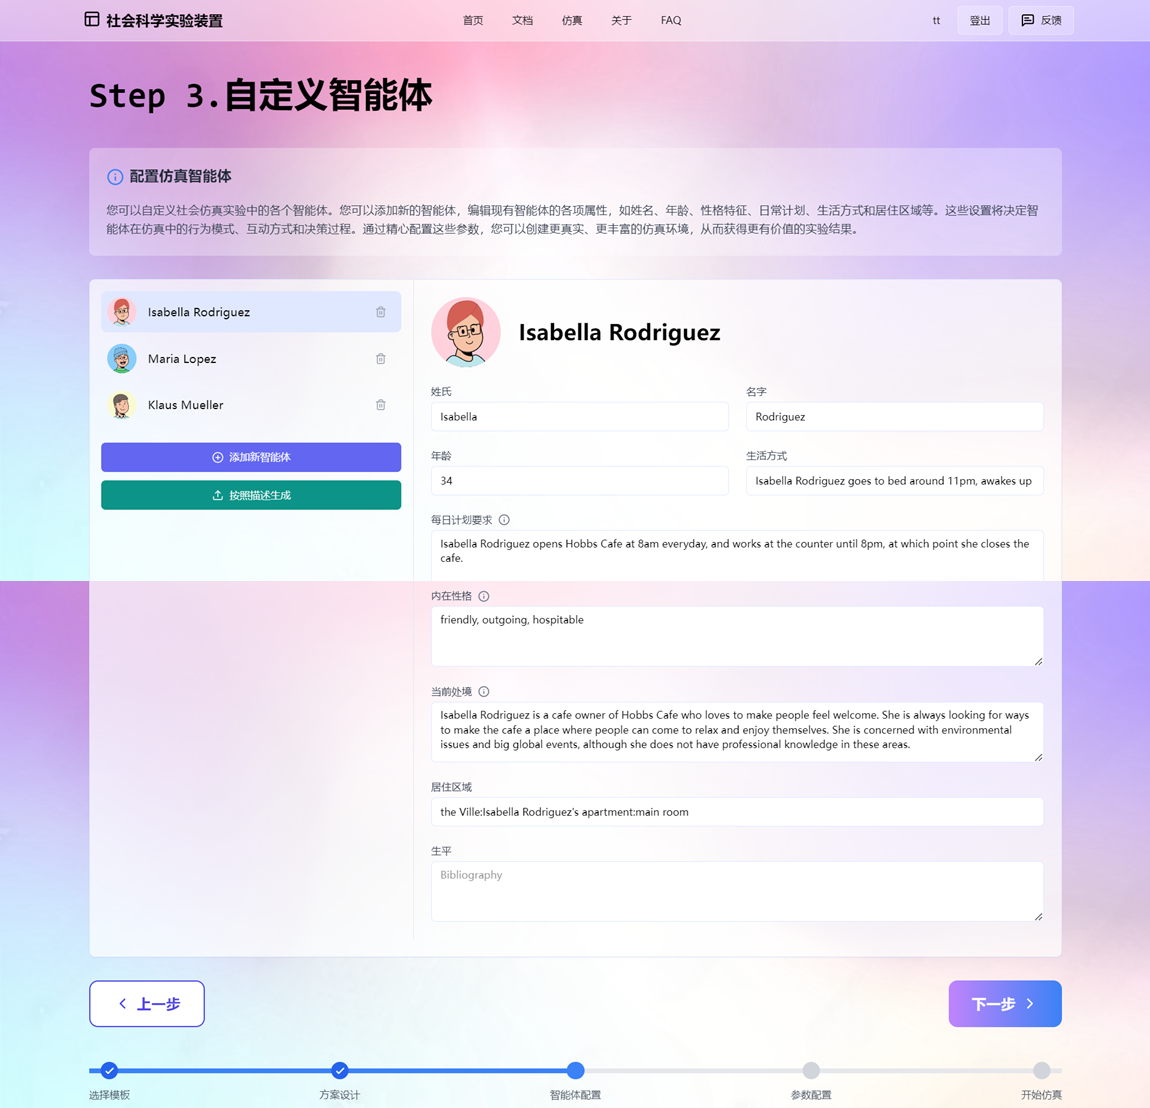 社会科学实验装置
首页 文档 仿真 关于 FAQ
tt 登出 反馈
Step 3.自定义智能体
配置仿真智能体
您可以自定义社会仿真实验中的各个智能体。您可以添加新的智能体，编辑现有智能体的各项属性，如姓名、年龄、性格特征、日常计划、生活方式和居住区域等。这些设置将决定智
能体在仿真中的行为模式、互动方式和决策过程。通过精心配置这些参数，您可以创建更真实、更丰富的仿真环境，从而获得更有价值的实验结果。
Isabella Rodriguez
Maria Lopez
Klaus Mueller
添加新智能体
按照描述生成
Isabella Rodriguez
姓氏 名字
Isabella Rodriguez
年龄 生活方式
34 Isabella Rodriguez goes to bed around 11pm, awakes up
每日计划要求
Isabella Rodriguez opens Hobbs Cafe at 8am everyday, and works at the counter until 8pm, at which point she closes the
cafe.
内在性格
friendly, outgoing, hospitable
当前处境
Isabella Rodriguez is a cafe owner of Hobbs Cafe who loves to make people feel welcome. She is always looking for ways
to make the cafe a place where people can come to relax and enjoy themselves. She is concerned with environmental
issues and big global events, although she does not have professional knowledge in these areas.
居住区域
the Ville:Isabella Rodriguez's apartment:main room
生平
Bibliography
上一步 下一步
选择模板 方案设计 智能体配置 参数配置 开始仿真